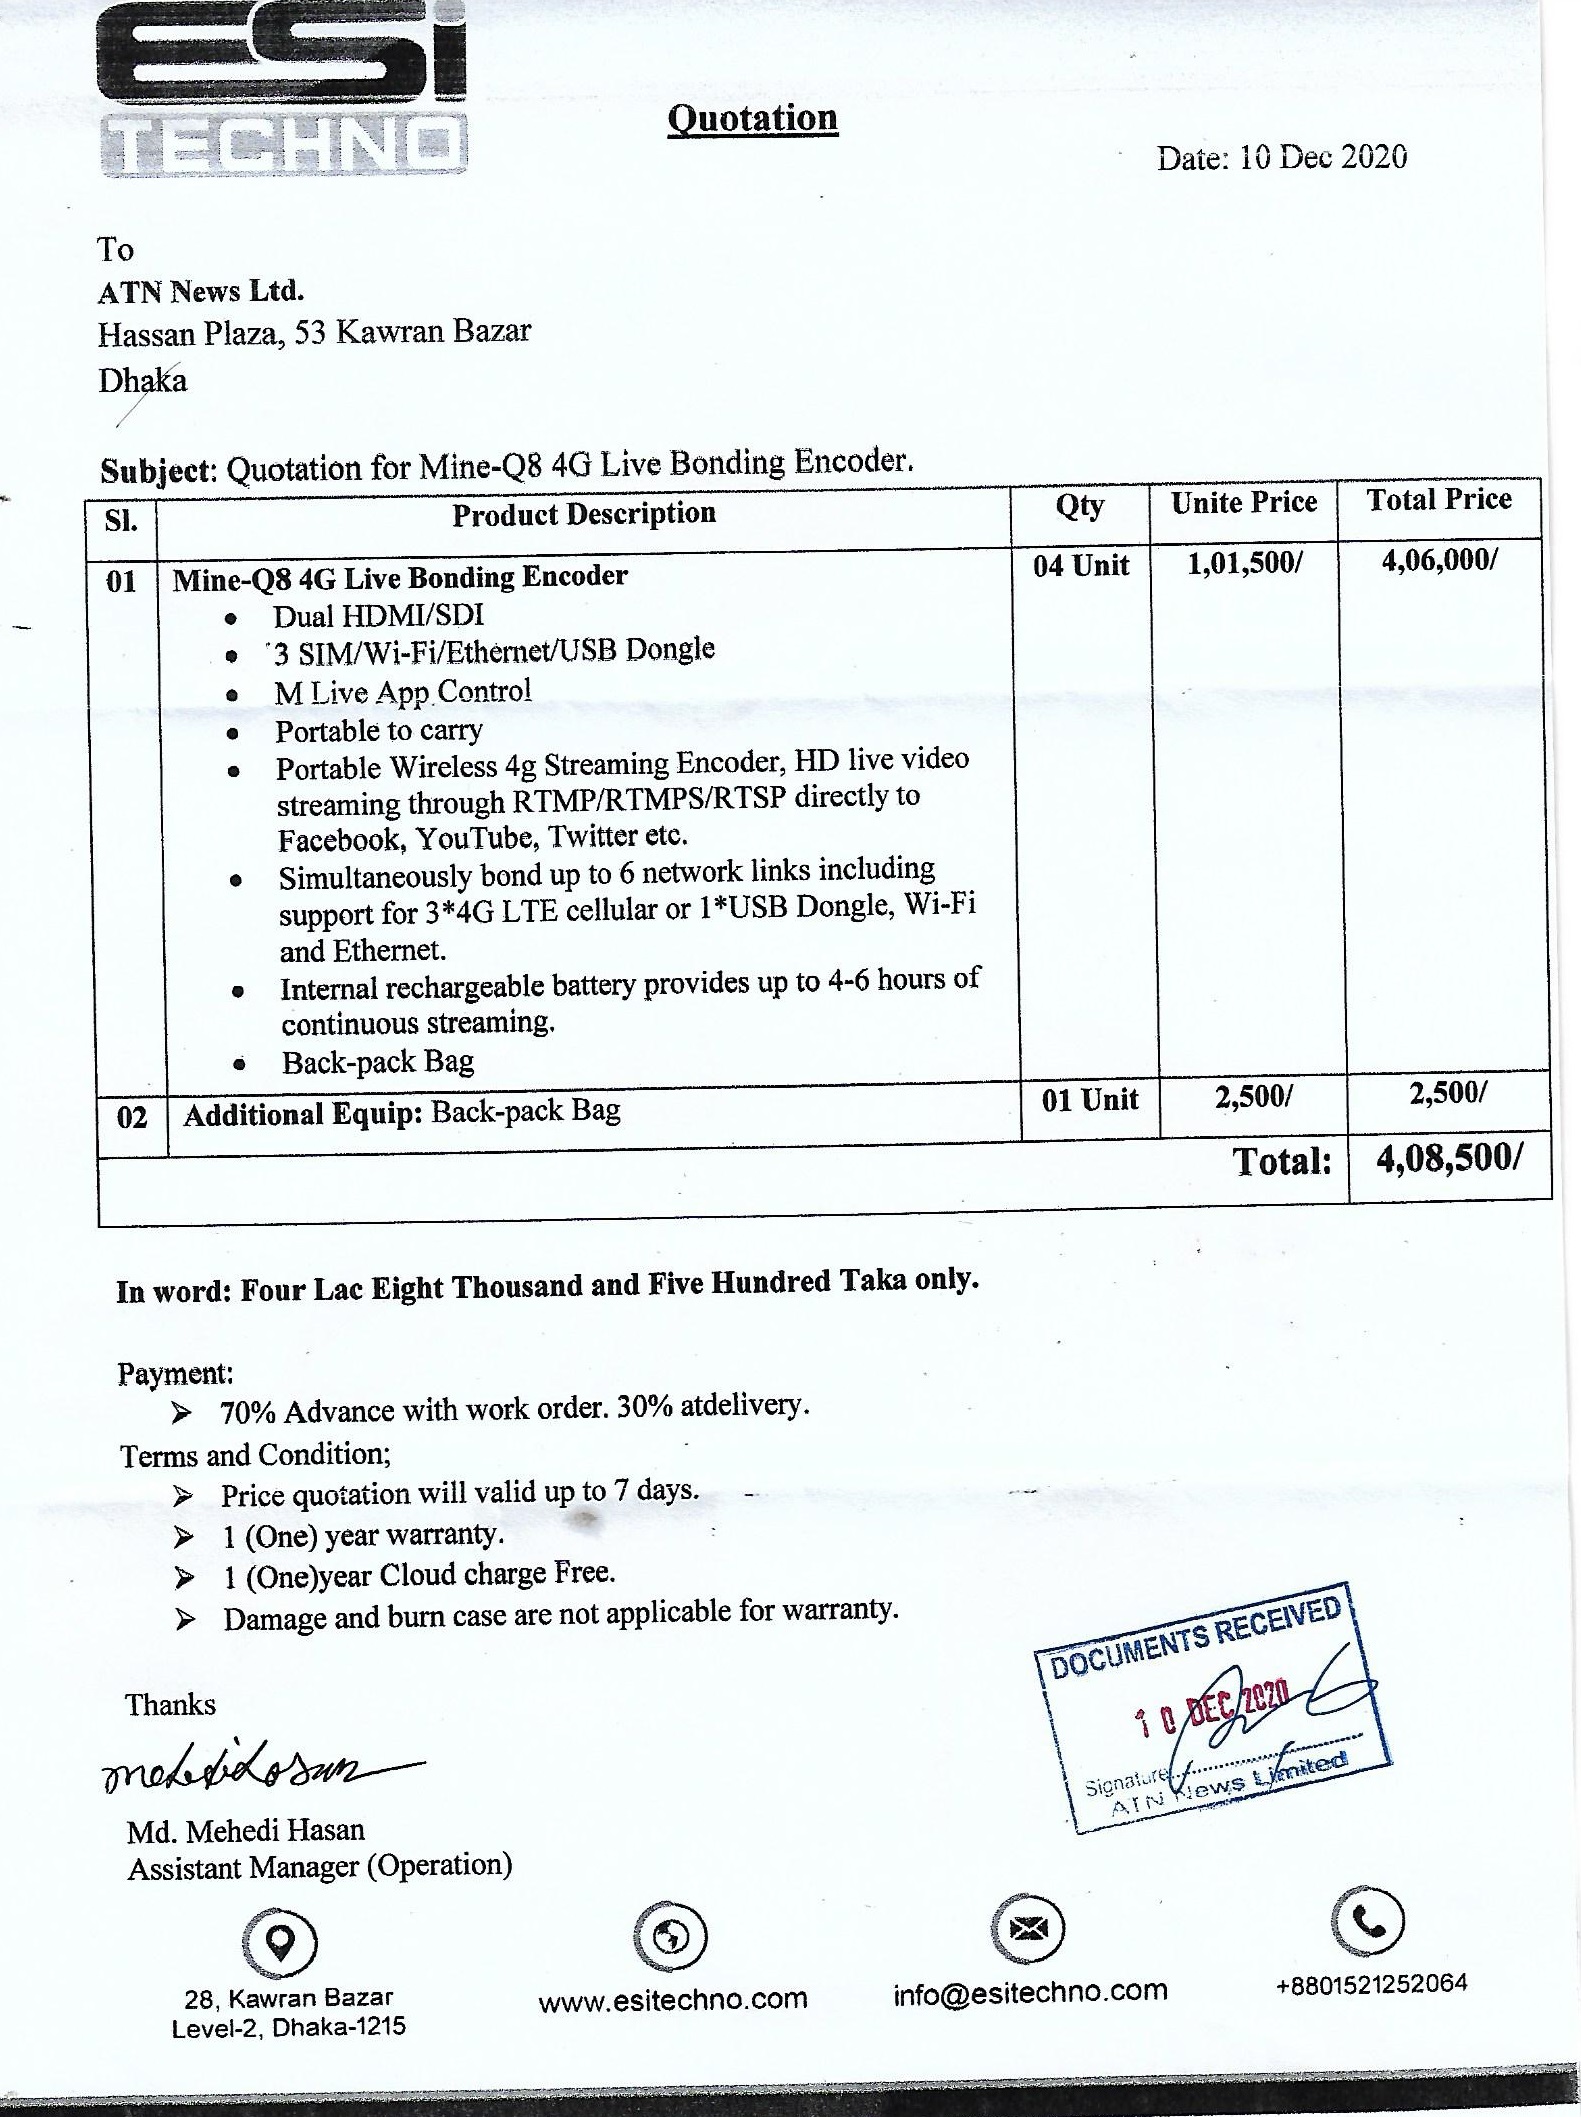 ESi
TECHNO
Quotation
Date: 10 Dec 2020
To
ATN News Ltd.
Hassan Plaza, 53 Kawran Bazar
Dhaka
Subject: Quotation for Mine-Q8 4G Live Bonding Encoder.
Sl. Product Description Qty Unite Price Total Price
01 Mine-Q8 4G Live Bonding Encoder 04 Unit 1,01,500/ 4,06,000/
• Dual HDMI/SDI
• 3 SIM/Wi-Fi/Ethernet/USB Dongle
• M Live App Control
• Portable to carry
• Portable Wireless 4g Streaming Encoder, HD live video
streaming through RTMP/RTMPS/RTSP directly to
Facebook, YouTube, Twitter etc.
• Simultaneously bond up to 6 network links including
support for 3*4G LTE cellular or 1*USB Dongle, Wi-Fi
and Ethernet.
• Internal rechargeable battery provides up to 4-6 hours of
continuous streaming.
• Back-pack Bag
02 Additional Equip: Back-pack Bag 01 Unit 2,500/ 2,500/
Total: 4,08,500/
In word: Four Lac Eight Thousand and Five Hundred Taka only.
Payment:
➢ 70% Advance with work order. 30% atdelivery.
Terms and Condition;
➢ Price quotation will valid up to 7 days.
➢ 1 (One) year warranty.
➢ 1 (One)year Cloud charge Free.
➢ Damage and burn case are not applicable for warranty.
DOCUMENTS RECEIVED
10 DEC 2020
Signature
ATN News Limited
Thanks
Mehedi Hasan
Md. Mehedi Hasan
Assistant Manager (Operation)
28, Kawran Bazar
Level-2, Dhaka-1215
www.esitechno.com
info@esitechno.com
+8801521252064